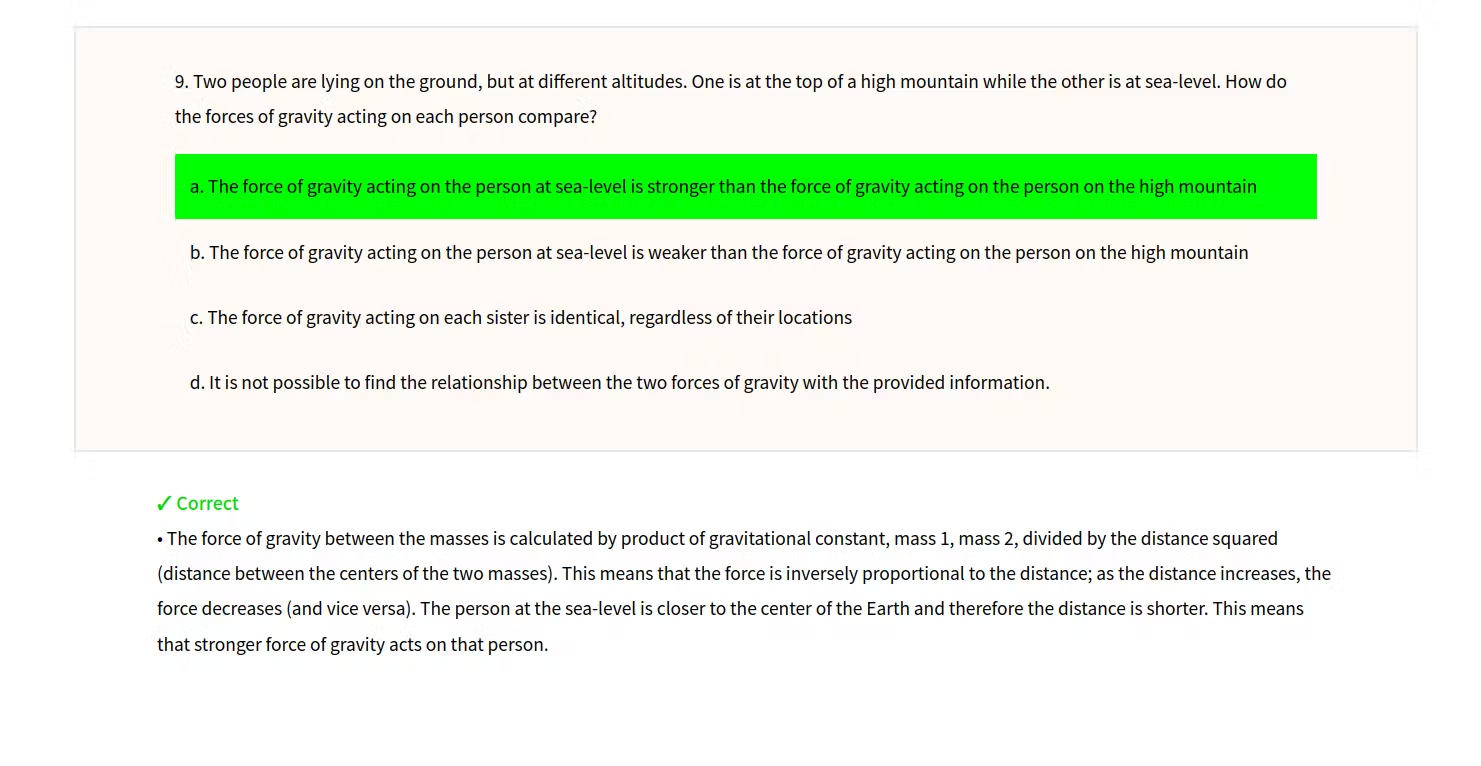 9. Two people are lying on the ground, but at different altitudes. One is at the top of a high mountain while the other is at sea-level. How do
the forces of gravity acting on each person compare?
a. The force of gravity acting on the person at sea-level is stronger than the force of gravity acting on the person on the high mountain
b. The force of gravity acting on the person at sea-level is weaker than the force of gravity acting on the person on the high mountain
c. The force of gravity acting on each sister is identical, regardless of their locations
d. It is not possible to find the relationship between the two forces of gravity with the provided information.
✓ Correct
• The force of gravity between the masses is calculated by product of gravitational constant, mass 1, mass 2, divided by the distance squared
(distance between the centers of the two masses). This means that the force is inversely proportional to the distance; as the distance increases, the
force decreases (and vice versa). The person at the sea-level is closer to the center of the Earth and therefore the distance is shorter. This means
that stronger force of gravity acts on that person.